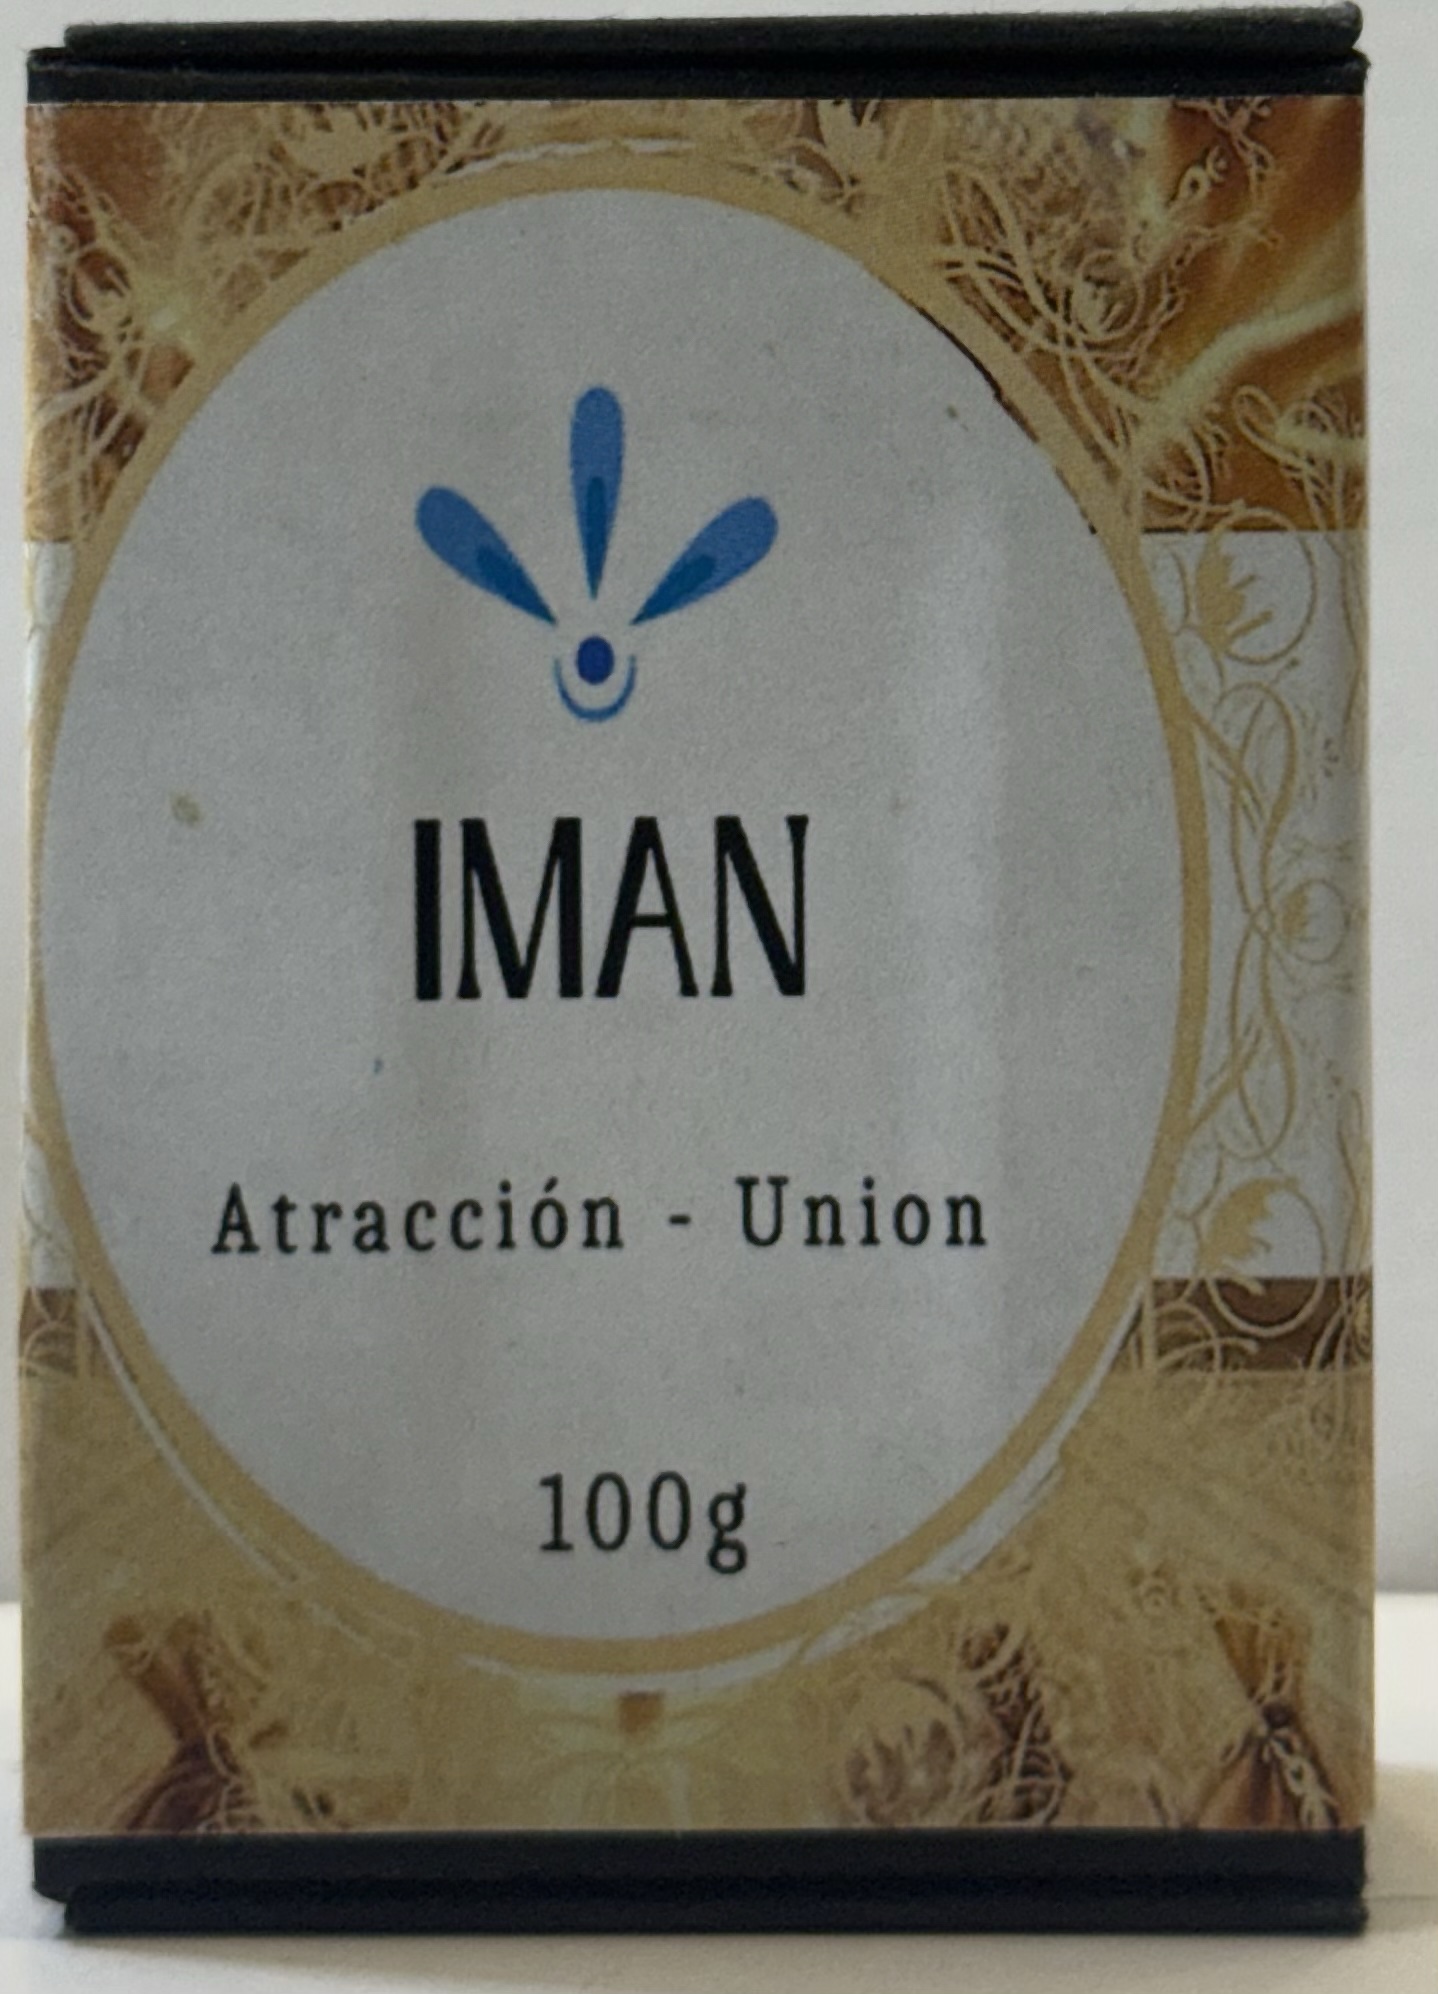 IMAN
Atracción - Union
100g